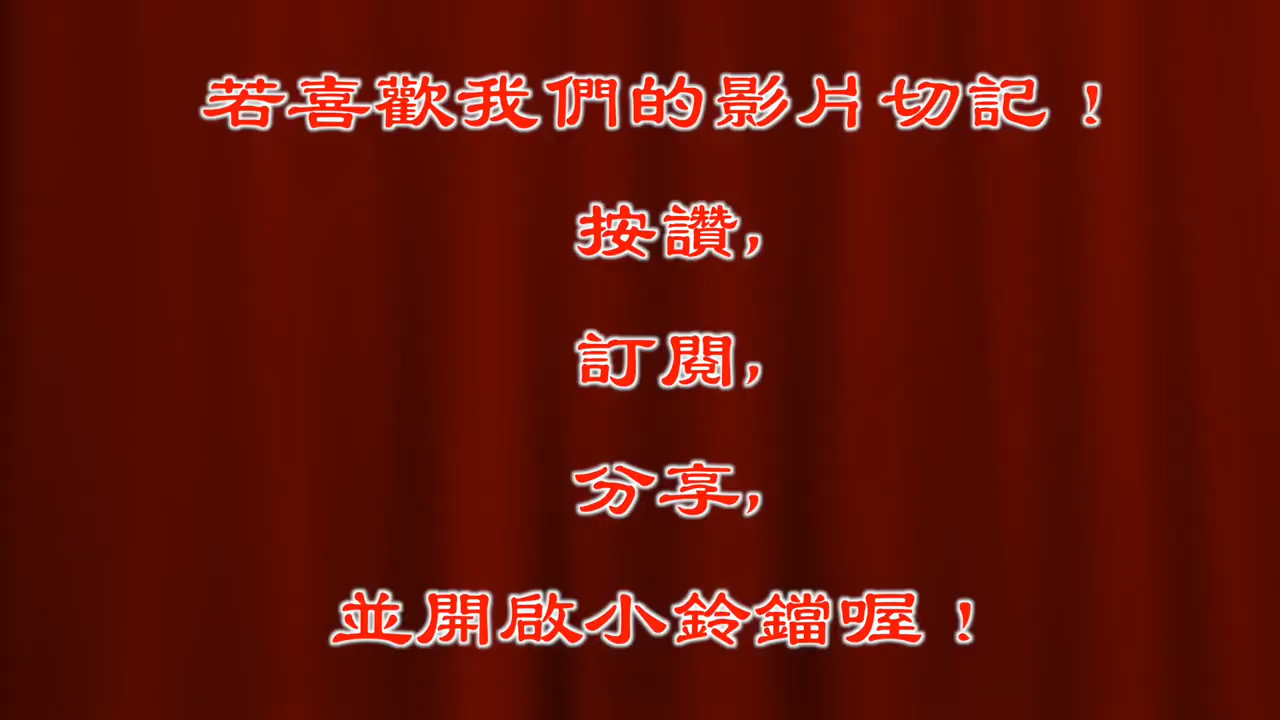 若喜歡我們的影片切記！
按讚,
訂閱,
分享,
並開啟小鈴鐺喔！